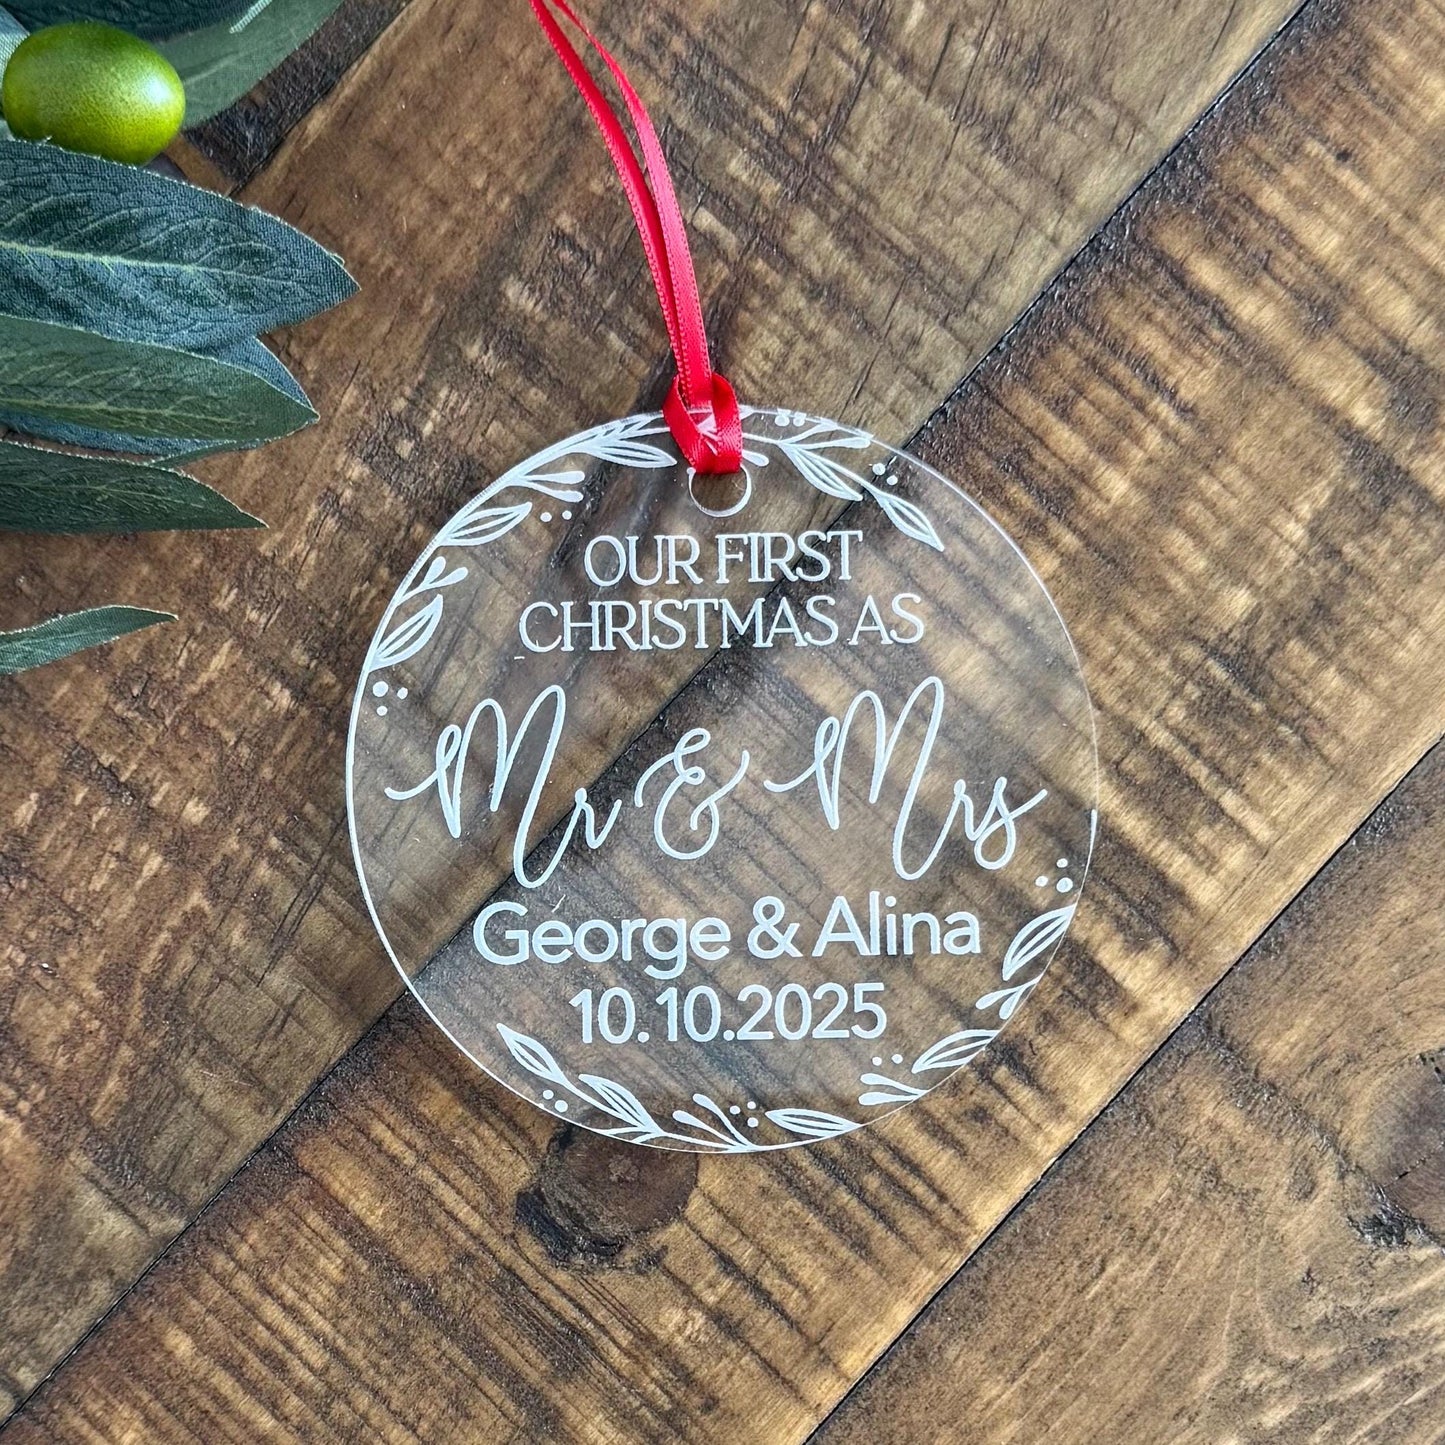 OUR FIRST
CHRISTMAS AS
Mr & Mrs
George & Alina
10.10.2025